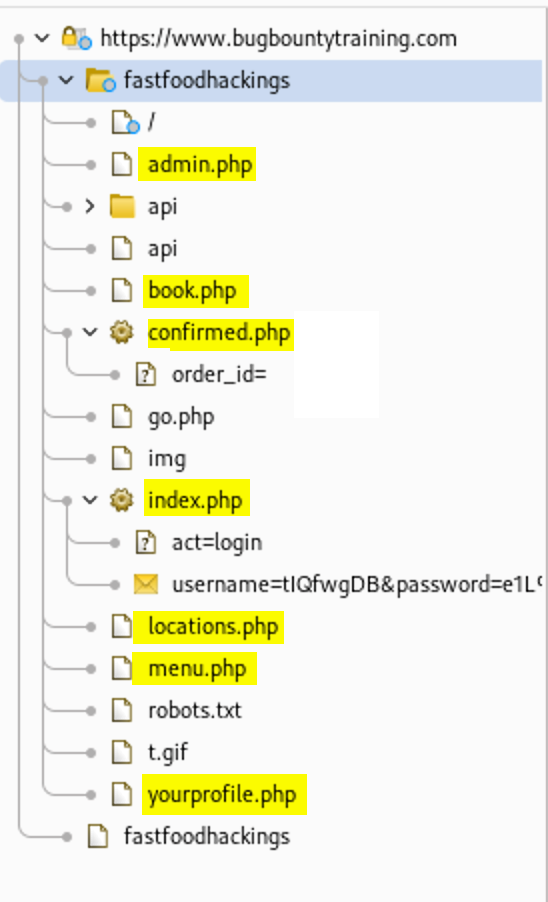 https://www.bugbountytraining.com
fastfoodhackings
/
admin.php
api
api
book.php
confirmed.php
order_id=
go.php
img
index.php
act=login
username=tIQfwgDB&password=e1L
locations.php
menu.php
robots.txt
t.gif
yourprofile.php
fastfoodhackings